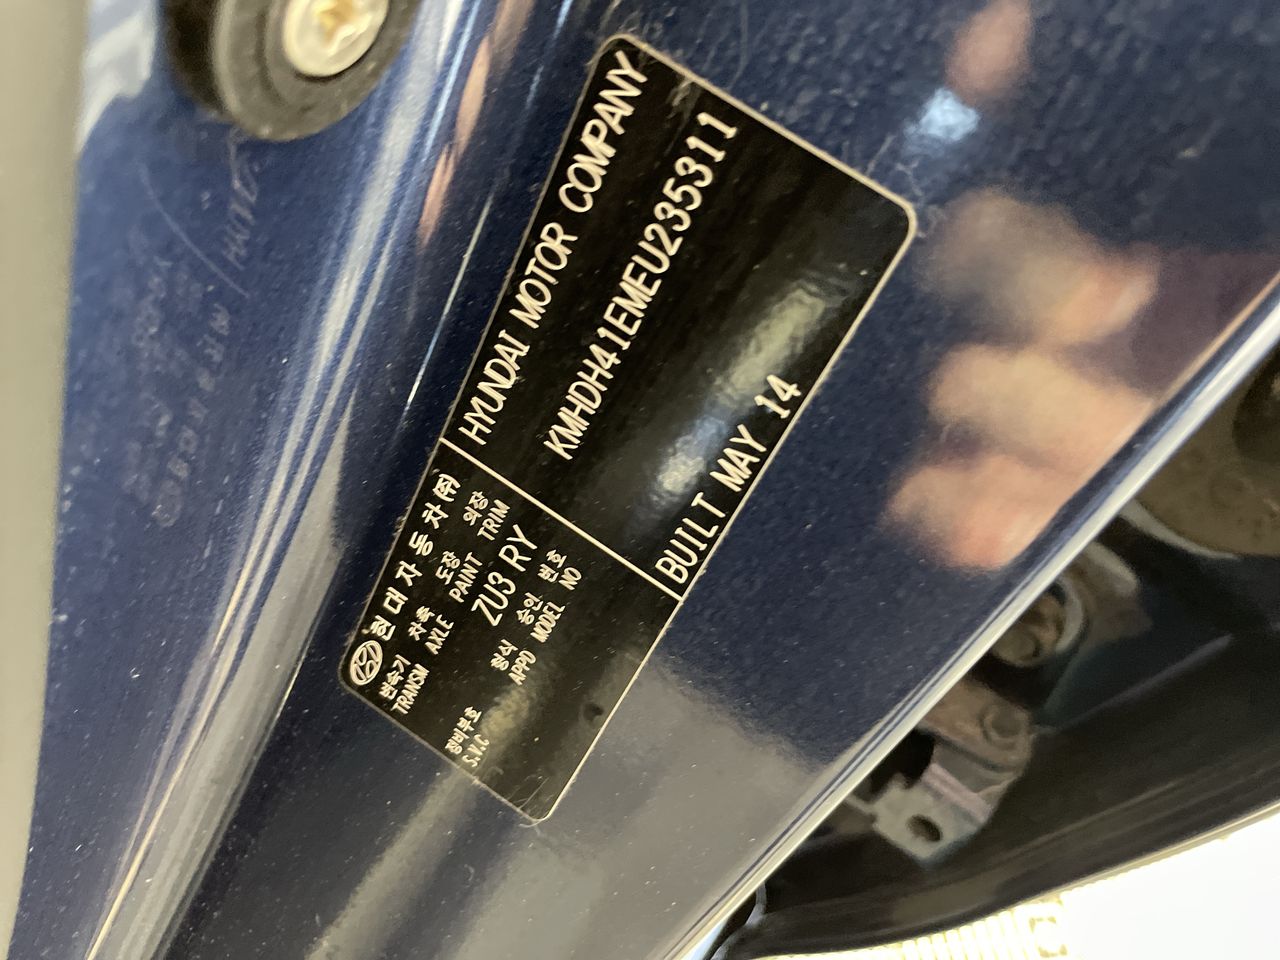 현대자동차(주)
변속기 차축 도장 의장
TRANSM AXLE PAINT TRIM
ZU3 RY
형식 승인 번호
APPD MODEL NO
정비부호
S.V.C
HYUNDAI MOTOR COMPANY
KMHDH41EMEU235311
BUILT MAY 14